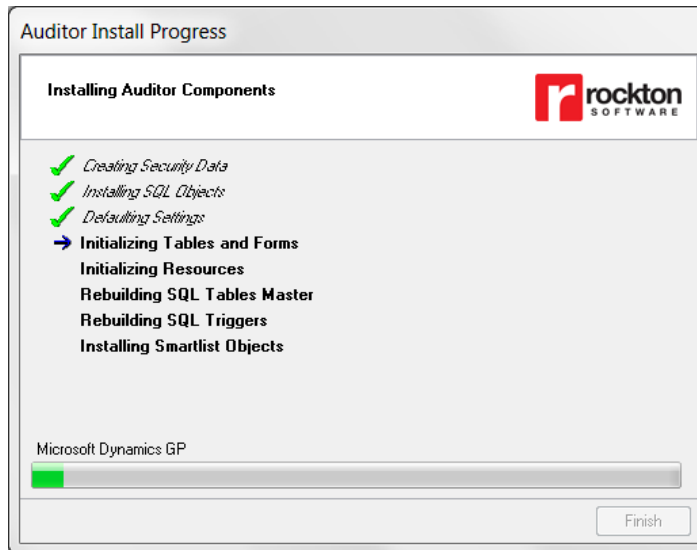 Auditor Install Progress
Installing Auditor Components
rockton
SOFTWARE
Creating Security Data
Installing SQL Objects
Defaulting Settings
Initializing Tables and Forms
Initializing Resources
Rebuilding SQL Tables Master
Rebuilding SQL Triggers
Installing Smartlist Objects
Microsoft Dynamics GP
Finish